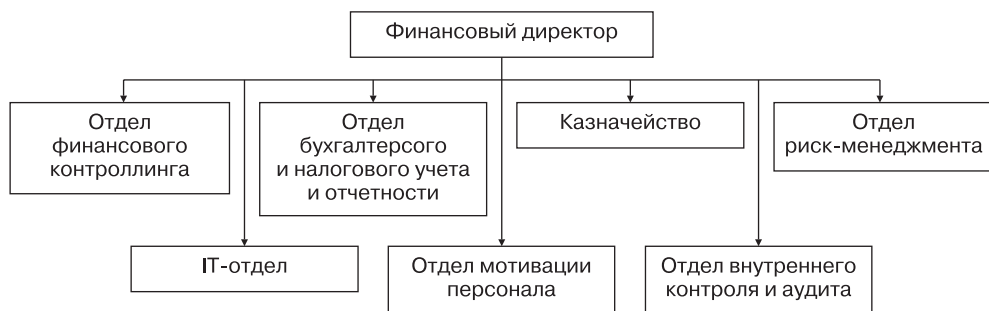 Финансовый директор
Отдел
финансового
контроллинга
Отдел
бухгалтерсого
и налогового учета
и отчетности
Казначейство
Отдел
риск-менеджмента
IT-отдел
Отдел мотивации
персонала
Отдел внутреннего
контроля и аудита